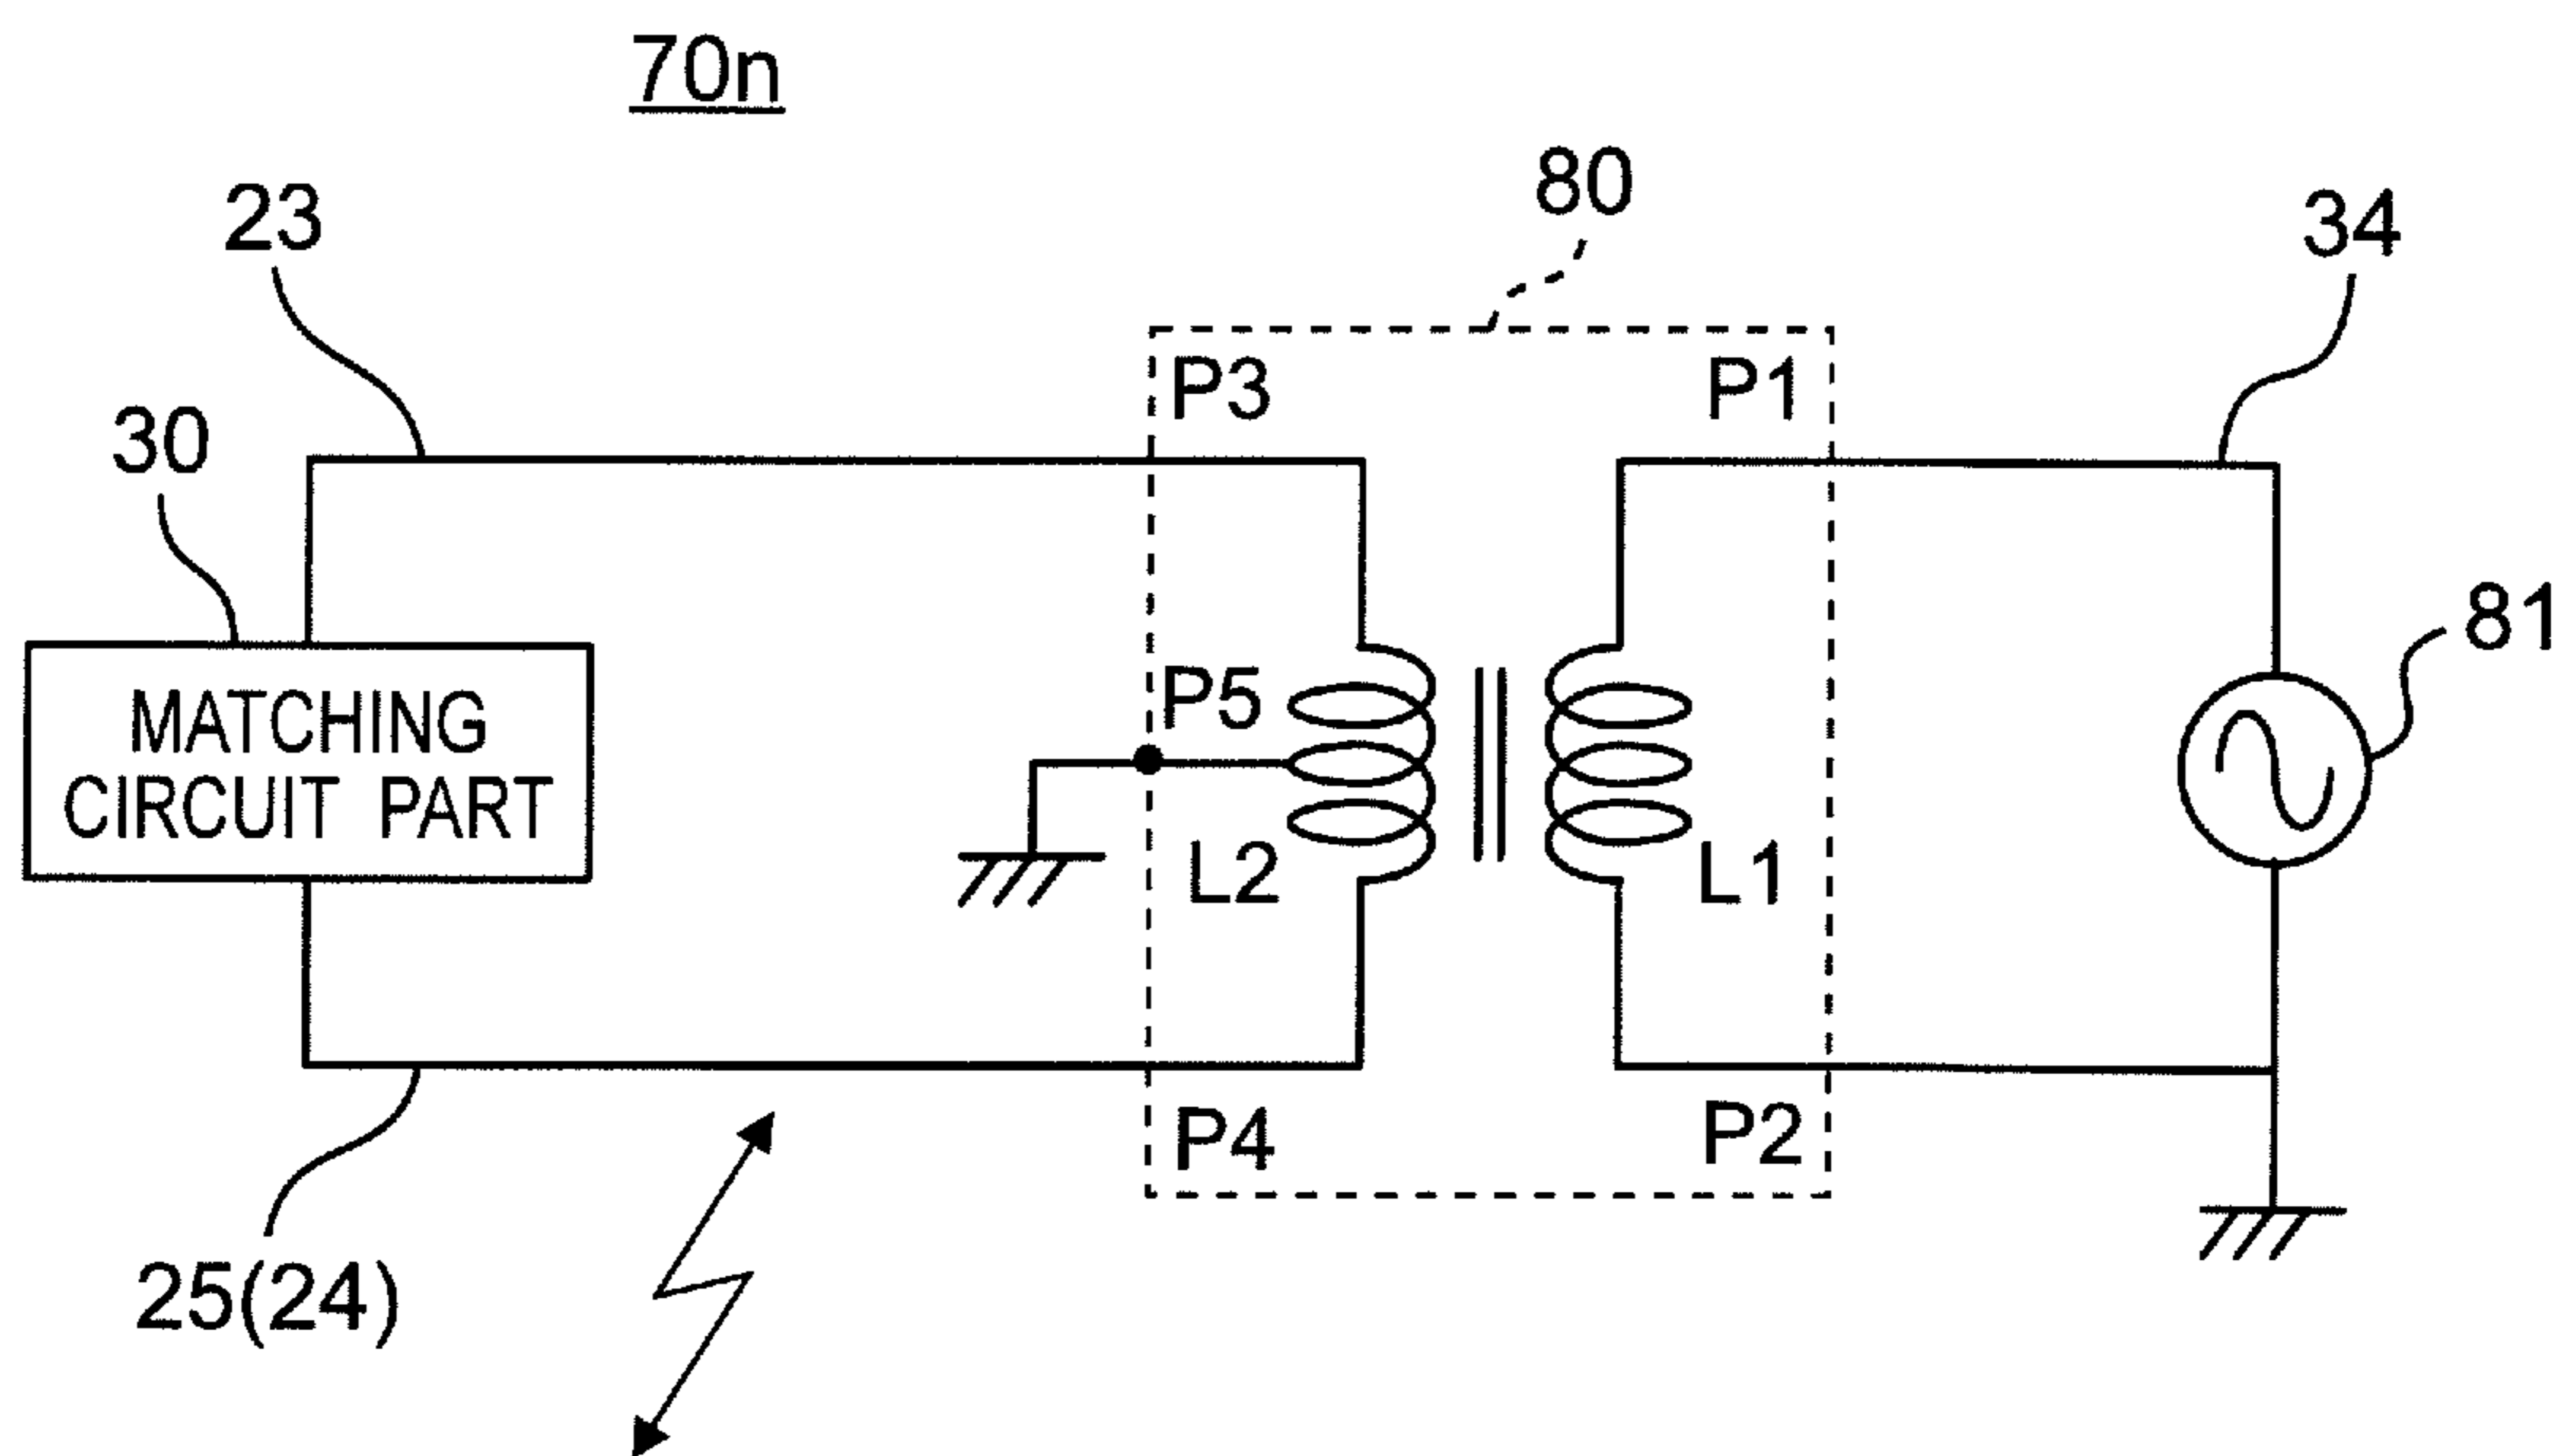 70n
80
23
34
P3
P1
30
81
P5
MATCHING
CIRCUIT PART
L2
L1
P4
P2
25(24)